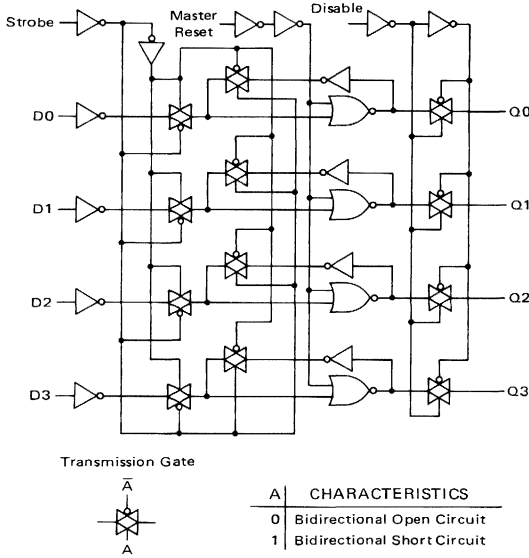 Strobe
Master
Reset
Disable
D0
Q0
D1
Q1
D2
Q2
D3
Q3
Transmission Gate
A̅
A
A CHARACTERISTICS
0 Bidirectional Open Circuit
1 Bidirectional Short Circuit